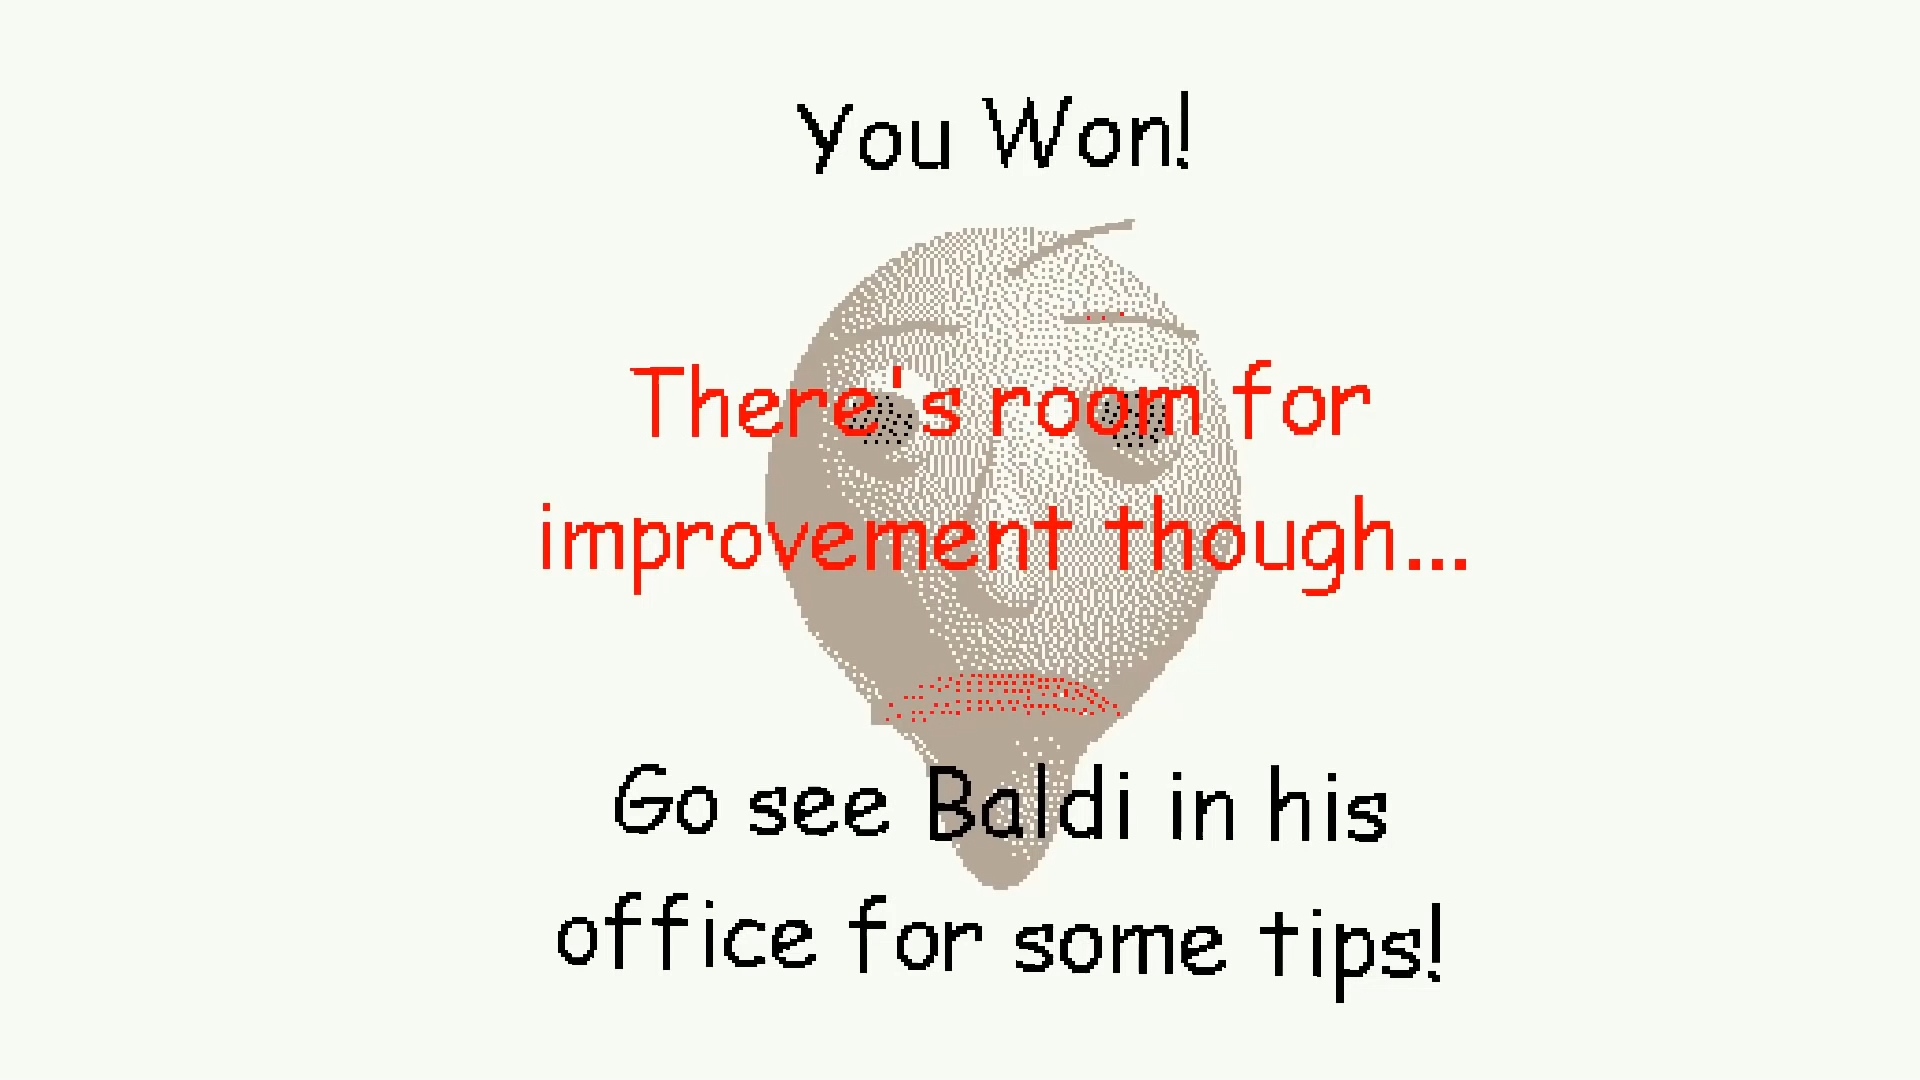 You Won!
There's room for
improvement though...
Go see Baldi in his
office for some tips!